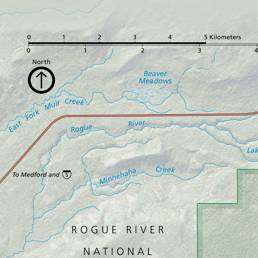 0 1 2 3 4 5 Kilometers
0 1 2 3 4
North
Beaver
Meadows
East Fork Muir Creek
Rogue River
Lak
To Medford and 5
Minnehaha Creek
ROGUE RIVER
NATIONAL